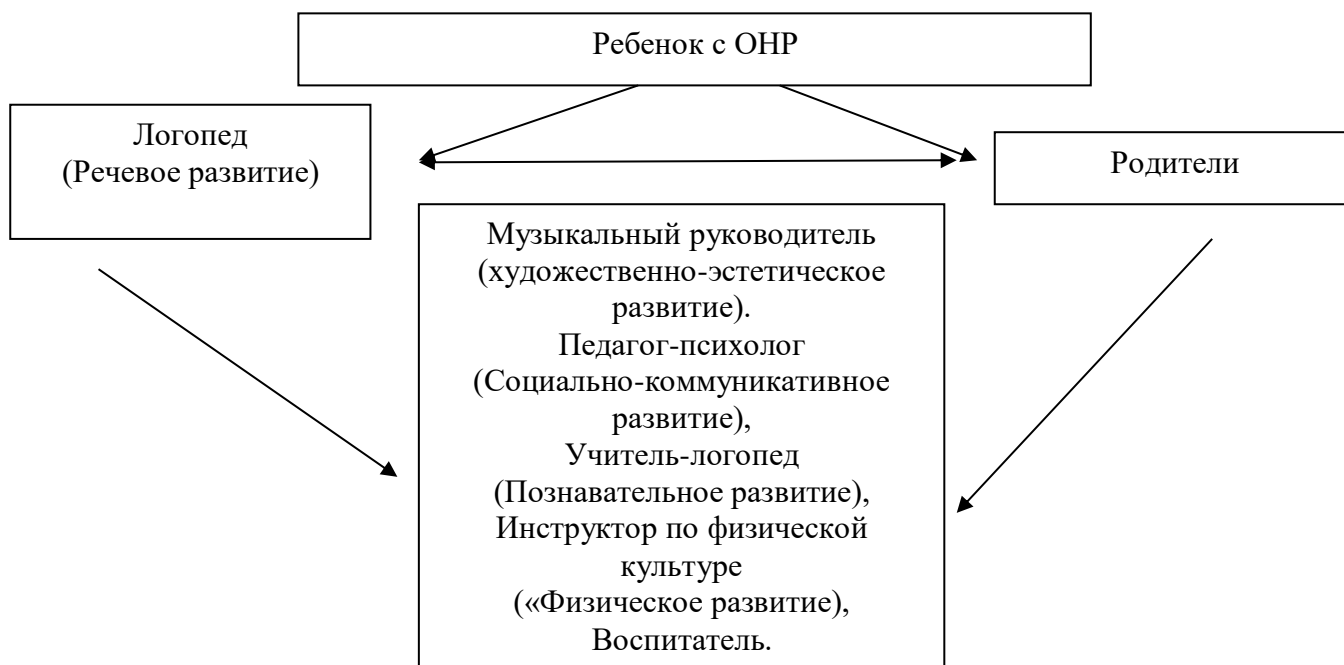 Ребенок с ОНР
Логопед
(Речевое развитие)
Родители
Музыкальный руководитель
(художественно-эстетическое
развитие).
Педагог-психолог
(Социально-коммуникативное
развитие),
Учитель-логопед
(Познавательное развитие),
Инструктор по физической
культуре
(«Физическое развитие),
Воспитатель.